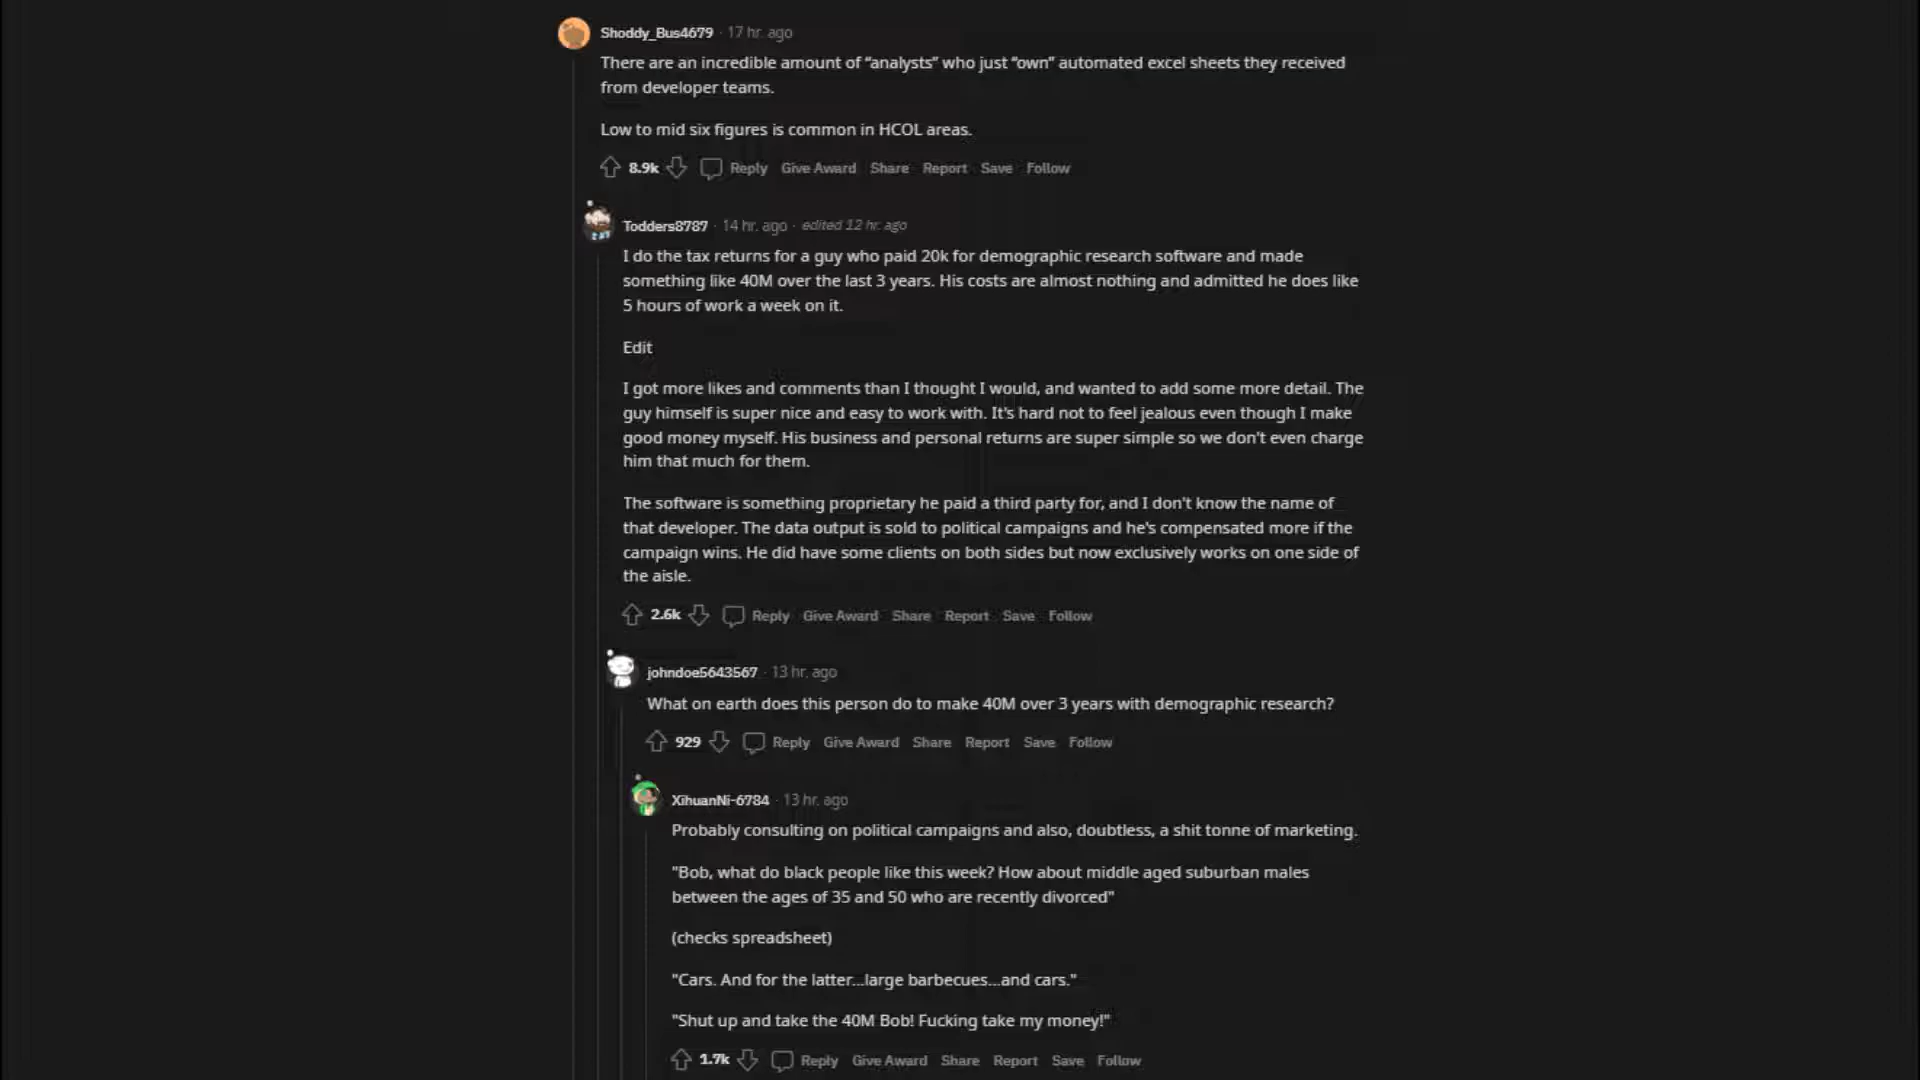 Shoddy_Bus4679 · 17 hr. ago
There are an incredible amount of “analysts” who just “own” automated excel sheets they received
from developer teams.
Low to mid six figures is common in HCOL areas.
8.9k Reply Give Award Share Report Save Follow
Todders8787 · 14 hr. ago · edited 12 hr. ago
I do the tax returns for a guy who paid 20k for demographic research software and made
something like 40M over the last 3 years. His costs are almost nothing and admitted he does like
5 hours of work a week on it.
Edit
I got more likes and comments than I thought I would, and wanted to add some more detail. The
guy himself is super nice and easy to work with. It's hard not to feel jealous even though I make
good money myself. His business and personal returns are super simple so we don't even charge
him that much for them.
The software is something proprietary he paid a third party for, and I don't know the name of
that developer. The data output is sold to political campaigns and he's compensated more if the
campaign wins. He did have some clients on both sides but now exclusively works on one side of
the aisle.
2.6k Reply Give Award Share Report Save Follow
johndoe5643567 · 13 hr. ago
What on earth does this person do to make 40M over 3 years with demographic research?
929 Reply Give Award Share Report Save Follow
XihuanNi-6784 · 13 hr. ago
Probably consulting on political campaigns and also, doubtless, a shit tonne of marketing.
"Bob, what do black people like this week? How about middle aged suburban males
between the ages of 35 and 50 who are recently divorced"
(checks spreadsheet)
"Cars. And for the latter...large barbecues...and cars."
"Shut up and take the 40M Bob! Fucking take my money!"
1.7k Reply Give Award Share Report Save Follow